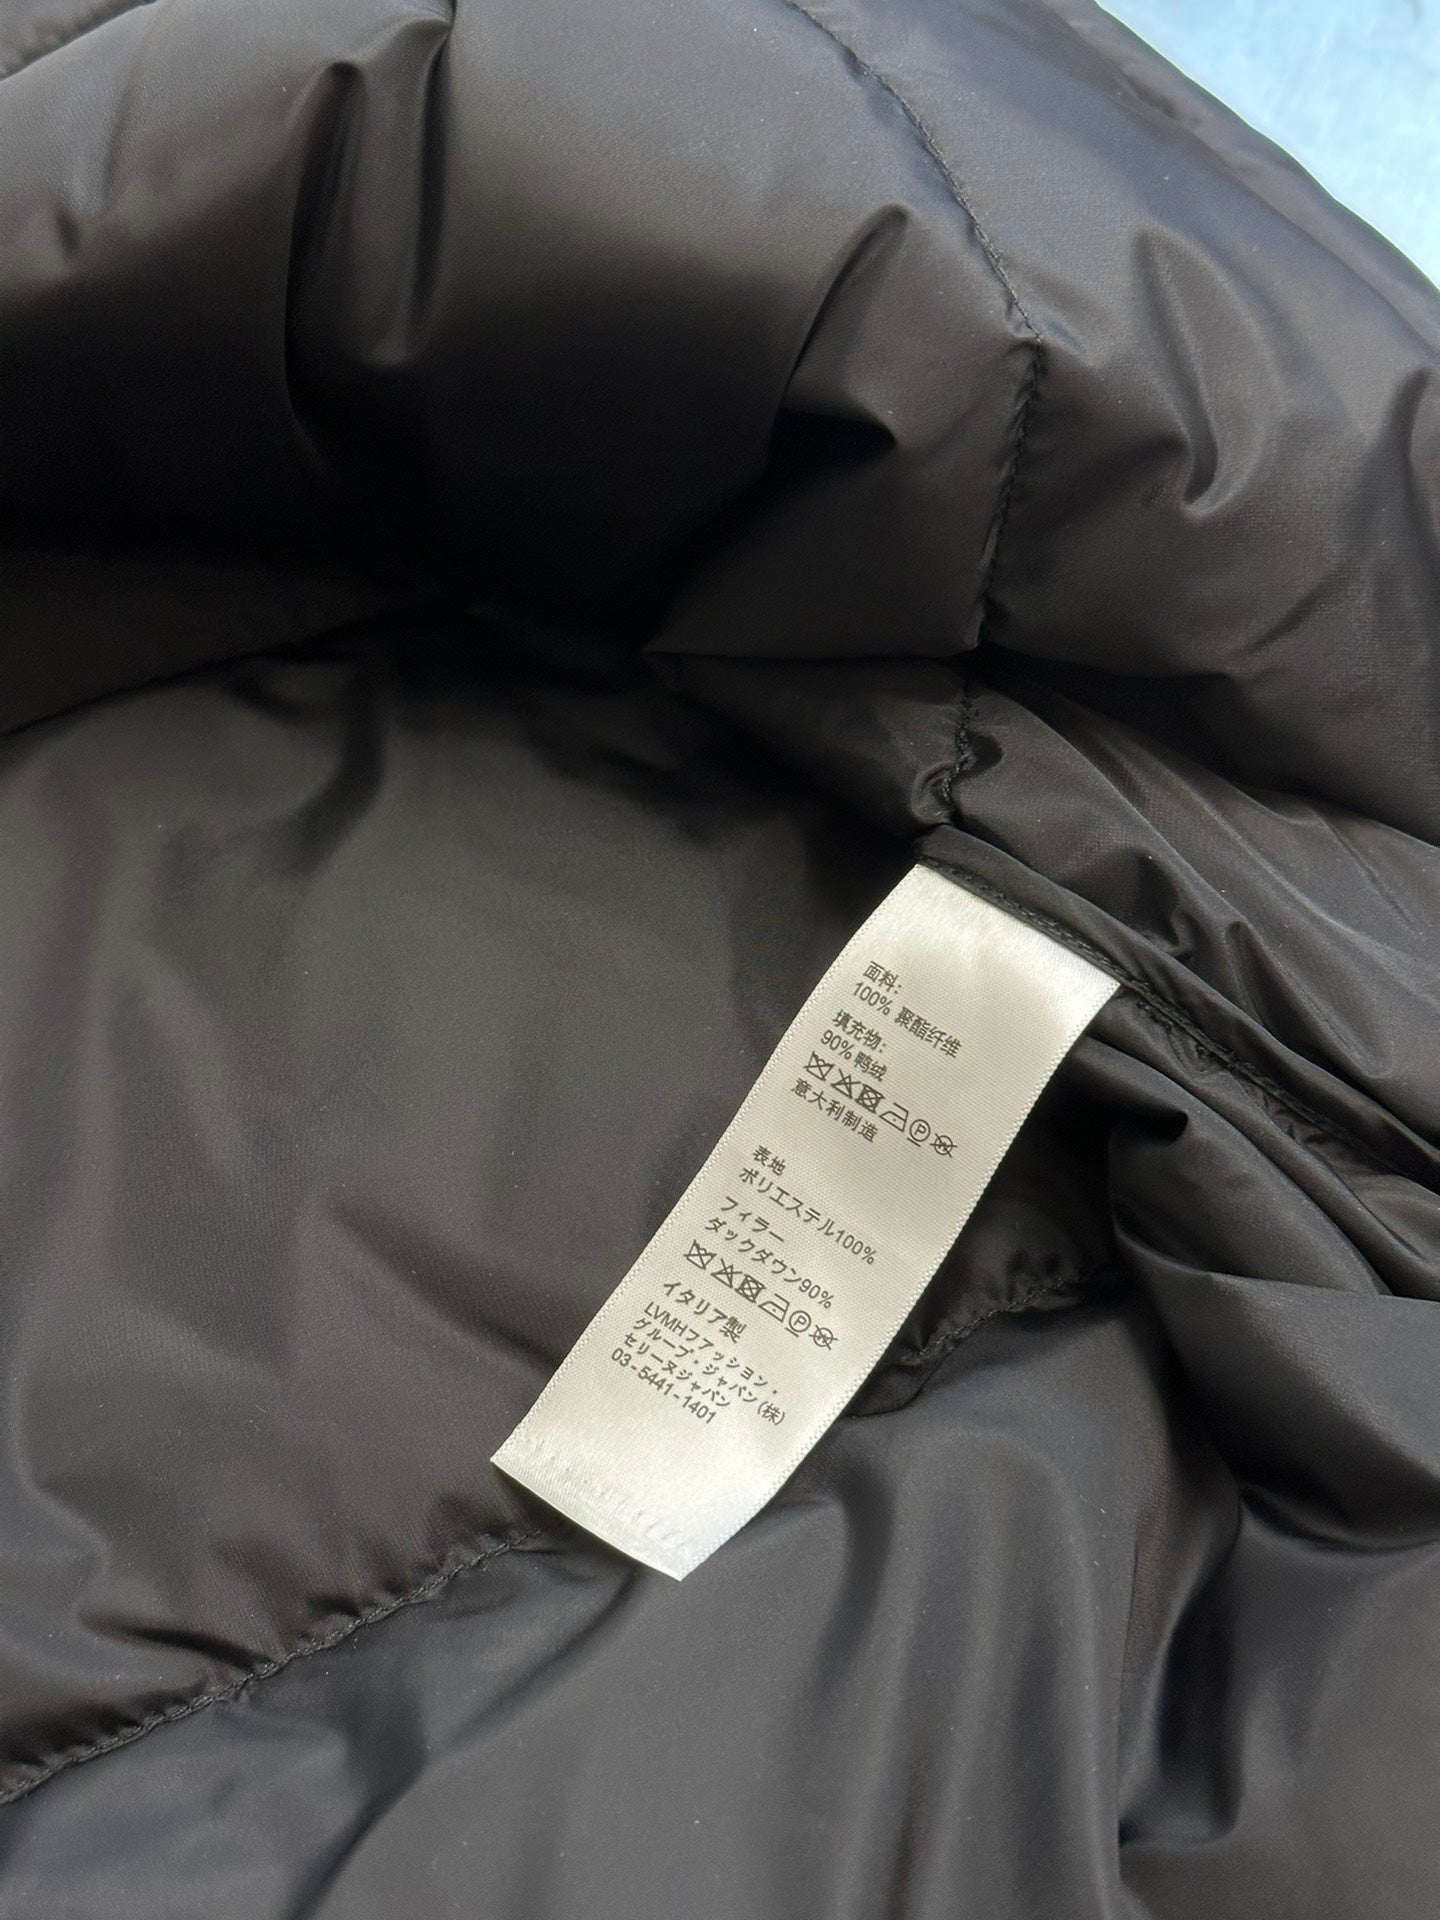 面料:
100% 聚酯纤维
填充物:
90% 鸭绒
意大利制造
表地
ポリエステル100%
フィラー
ダックダウン90%
イタリア製
LVMHファッション・
グループ・ジャパン(株)
セリーヌジャパン
03-5441-1401